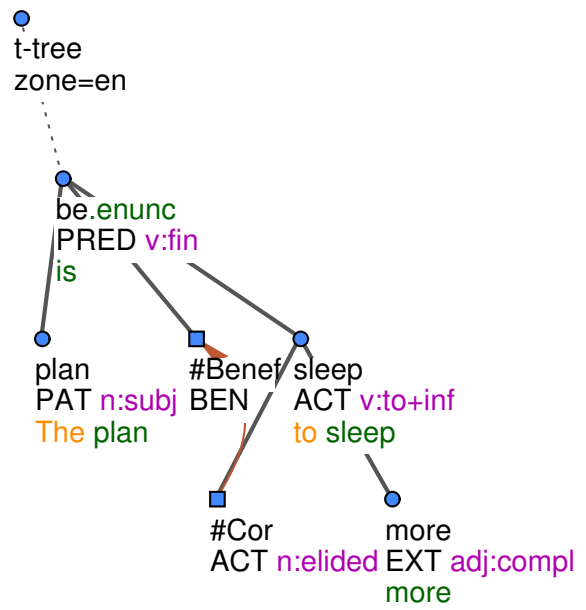 t-tree
zone=en
be.enunc
PRED v:fin
is
plan
PAT n:subj
The plan
#Benef
BEN
sleep
ACT v:to+inf
to sleep
#Cor
ACT n:elided
more
EXT adj:compl
more